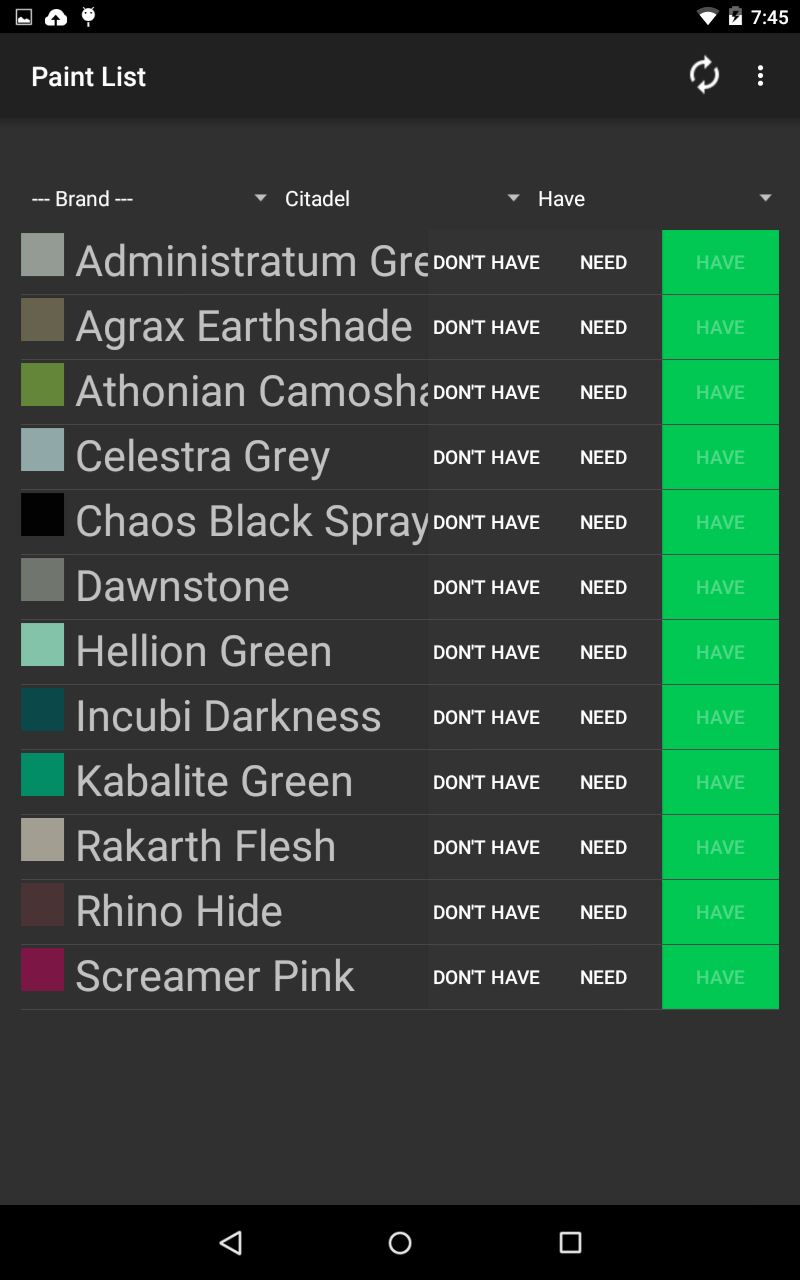 7:45
Paint List
--- Brand --- Citadel Have
Administratum Gre DON'T HAVE NEED HAVE
Agrax Earthshade DON'T HAVE NEED HAVE
Athonian Camosha DON'T HAVE NEED HAVE
Celestra Grey DON'T HAVE NEED HAVE
Chaos Black Spray DON'T HAVE NEED HAVE
Dawnstone DON'T HAVE NEED HAVE
Hellion Green DON'T HAVE NEED HAVE
Incubi Darkness DON'T HAVE NEED HAVE
Kabalite Green DON'T HAVE NEED HAVE
Rakarth Flesh DON'T HAVE NEED HAVE
Rhino Hide DON'T HAVE NEED HAVE
Screamer Pink DON'T HAVE NEED HAVE